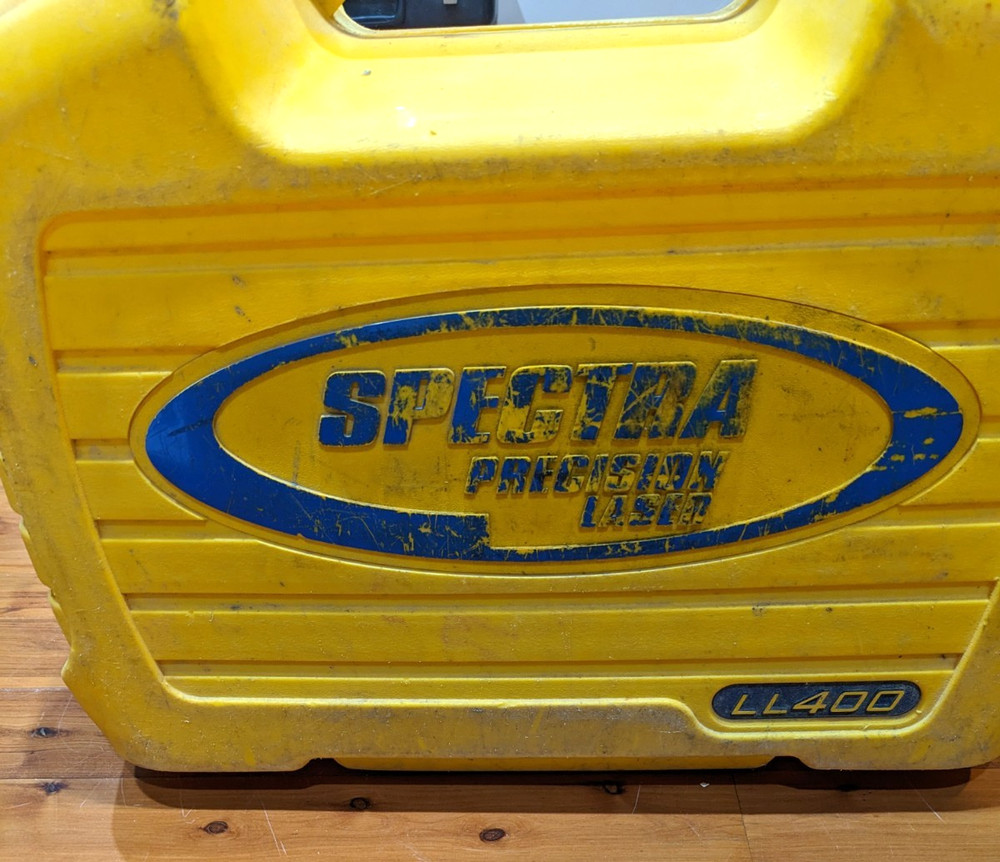 SPECTRA
PRECISION
LASER
LL400